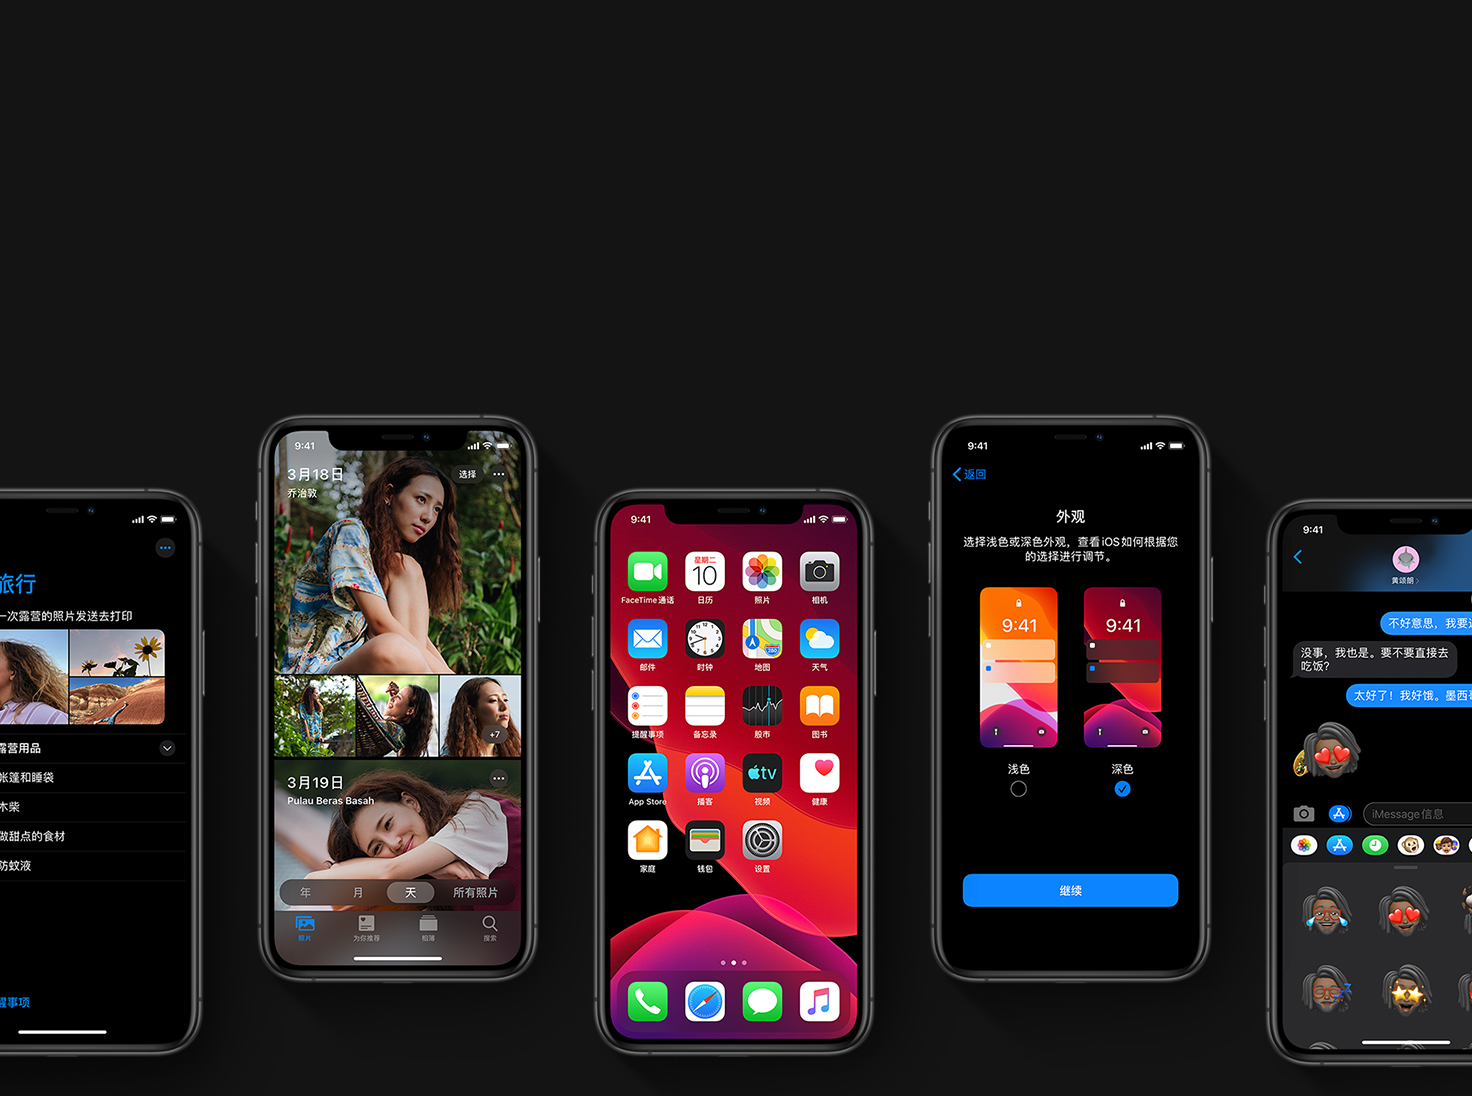 旅行
一次露营的照片发送去打印
露营用品
帐篷和睡袋
木柴
做甜点的食材
防蚊液
醒事项
9:41
3月18日
乔治敦
选择
+7
3月19日
Pulau Beras Basah
年 月 天 所有照片
照片 为你推荐 相簿 搜索
9:41
星期二
10
FaceTime通话 日历 照片 相机
280
邮件 时钟 地图 天气
提醒事项 备忘录 股市 图书
tv
App Store 播客 视频 健康
家庭 钱包 设置
9:41
返回
外观
选择浅色或深色外观，查看iOS如何根据您
的选择进行调节。
9:41 9:41
浅色 深色
继续
9:41
黄颂朗
不好意思，我要
没事，我也是。要不要直接去
吃饭？
太好了！我好饿。墨西
iMessage信息